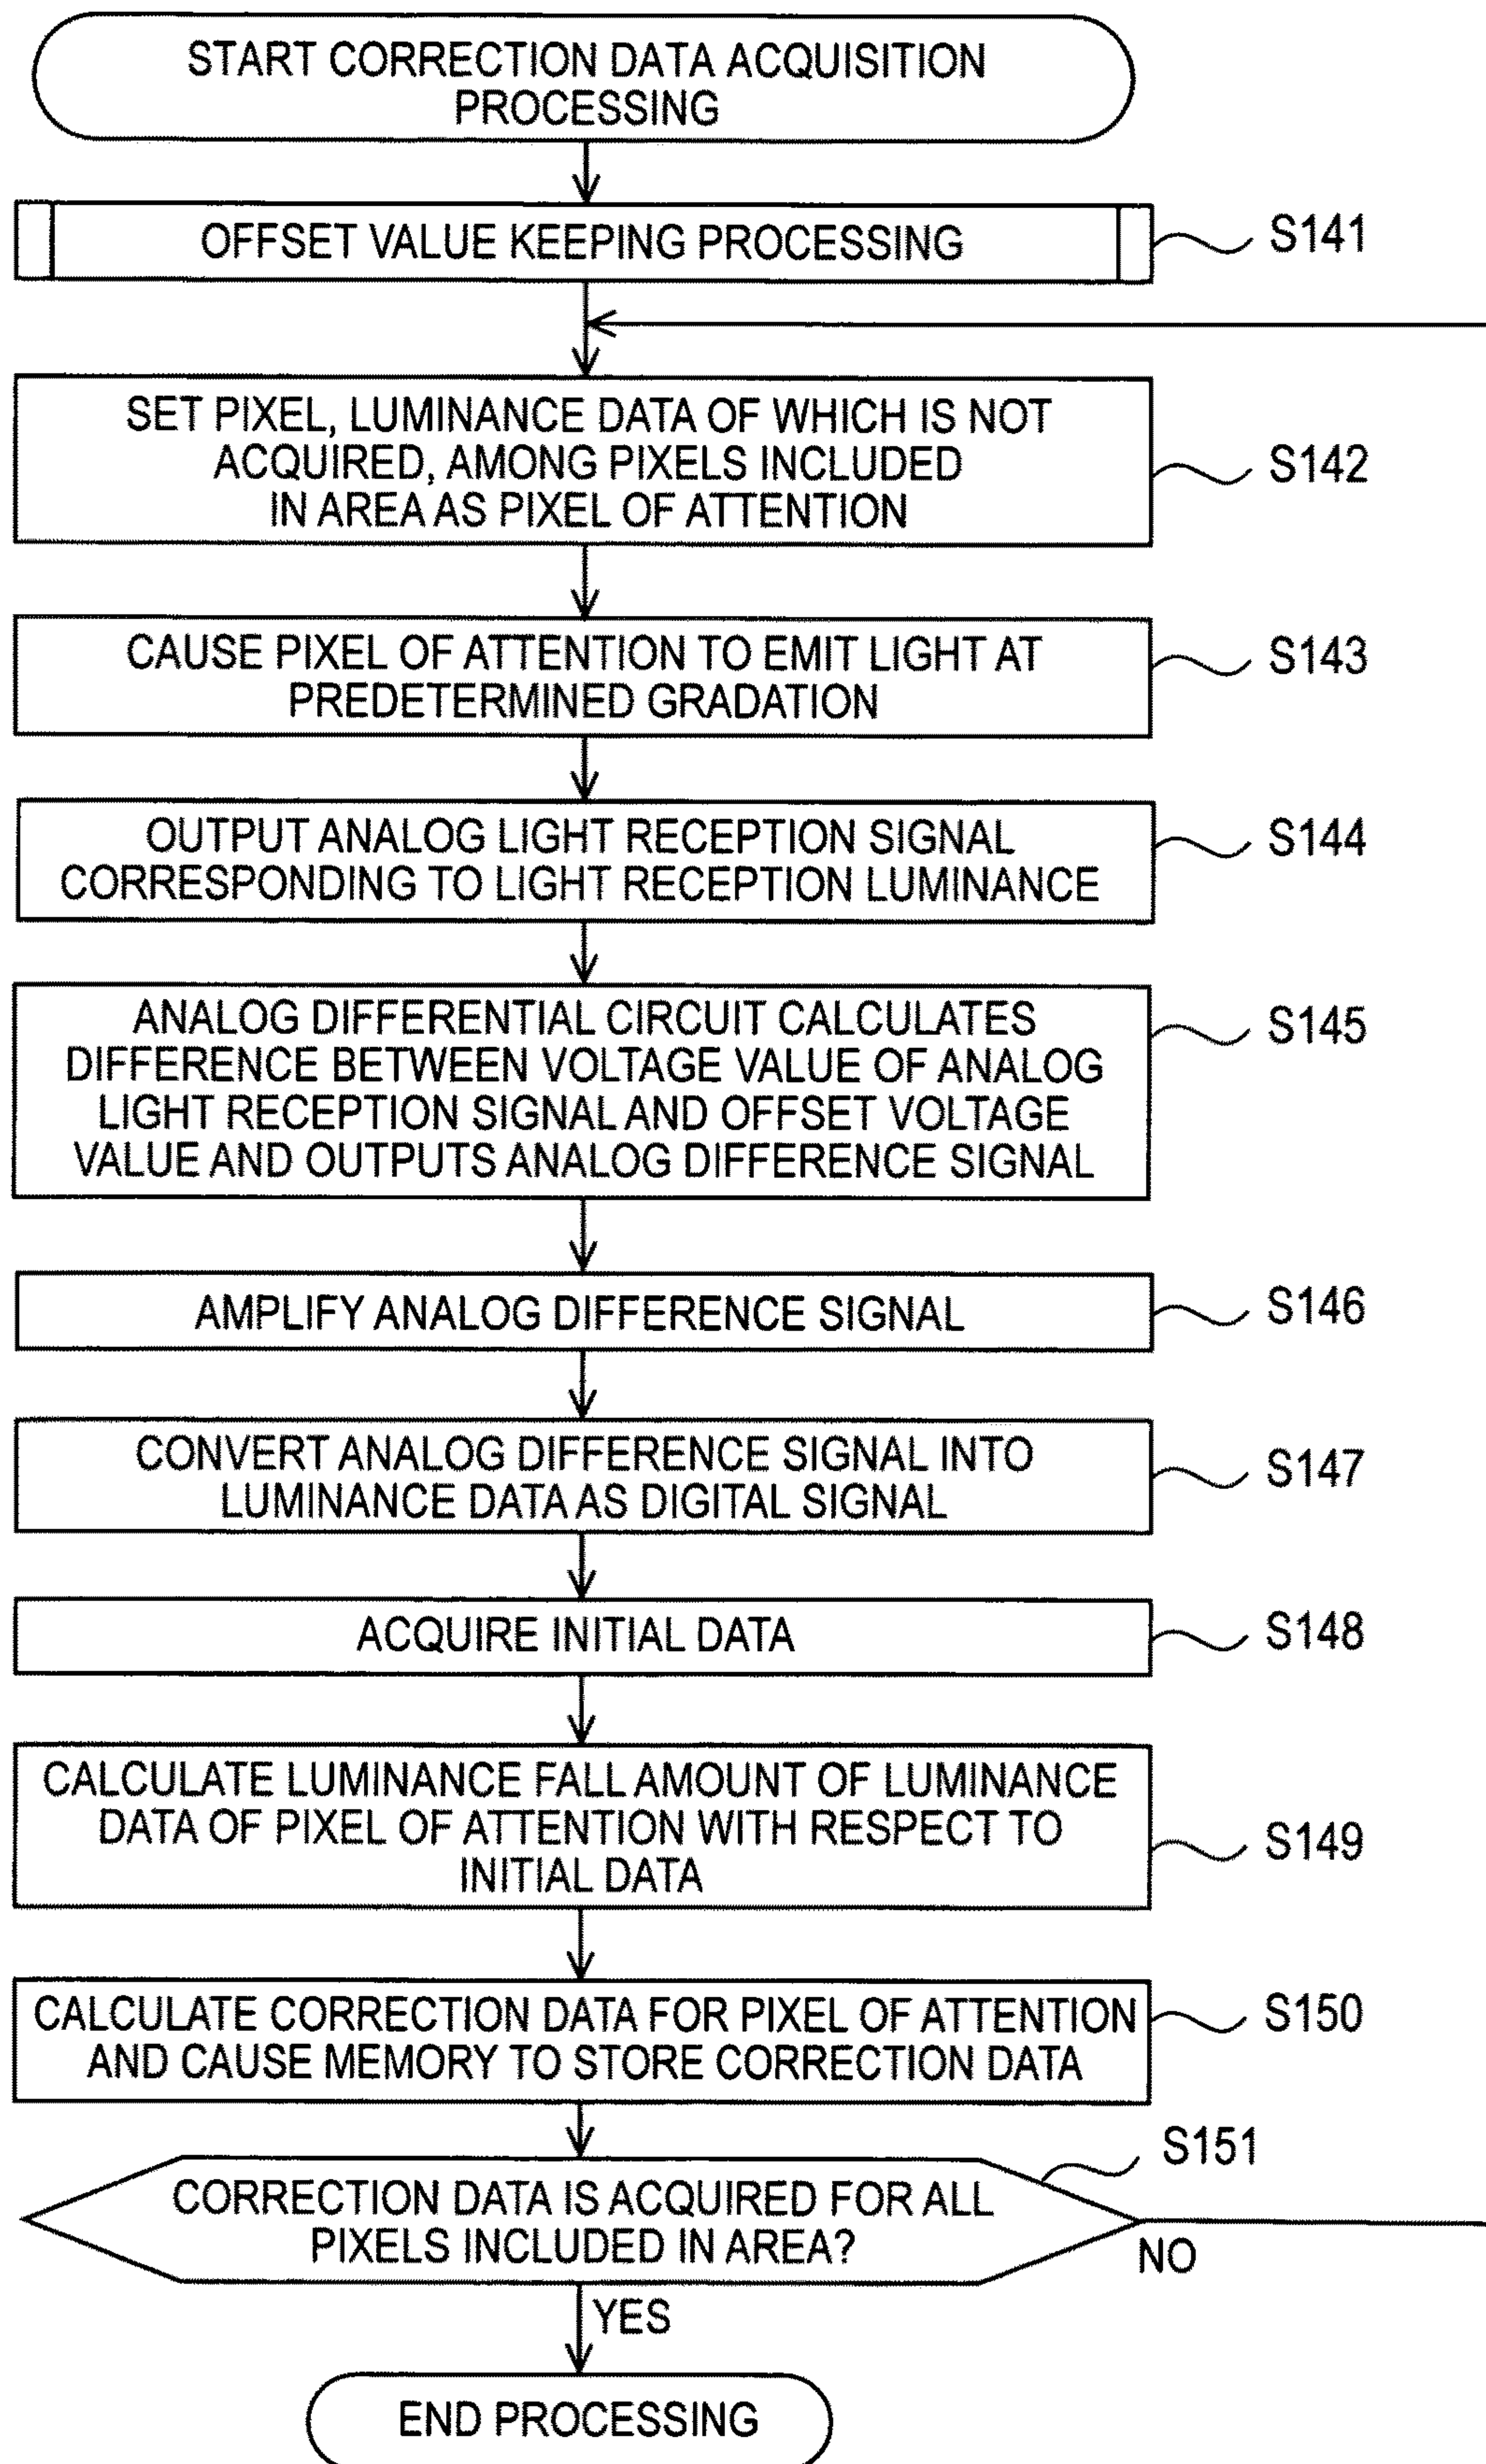 START CORRECTION DATA ACQUISITION
PROCESSING
OFFSET VALUE KEEPING PROCESSING
S141
SET PIXEL, LUMINANCE DATA OF WHICH IS NOT
ACQUIRED, AMONG PIXELS INCLUDED
IN AREA AS PIXEL OF ATTENTION
S142
CAUSE PIXEL OF ATTENTION TO EMIT LIGHT AT
PREDETERMINED GRADATION
S143
OUTPUT ANALOG LIGHT RECEPTION SIGNAL
CORRESPONDING TO LIGHT RECEPTION LUMINANCE
S144
ANALOG DIFFERENTIAL CIRCUIT CALCULATES
DIFFERENCE BETWEEN VOLTAGE VALUE OF ANALOG
LIGHT RECEPTION SIGNAL AND OFFSET VOLTAGE
VALUE AND OUTPUTS ANALOG DIFFERENCE SIGNAL
S145
AMPLIFY ANALOG DIFFERENCE SIGNAL
S146
CONVERT ANALOG DIFFERENCE SIGNAL INTO
LUMINANCE DATA AS DIGITAL SIGNAL
S147
ACQUIRE INITIAL DATA
S148
CALCULATE LUMINANCE FALL AMOUNT OF LUMINANCE
DATA OF PIXEL OF ATTENTION WITH RESPECT TO
INITIAL DATA
S149
CALCULATE CORRECTION DATA FOR PIXEL OF ATTENTION
AND CAUSE MEMORY TO STORE CORRECTION DATA
S150
S151
CORRECTION DATA IS ACQUIRED FOR ALL
PIXELS INCLUDED IN AREA?
NO
YES
END PROCESSING